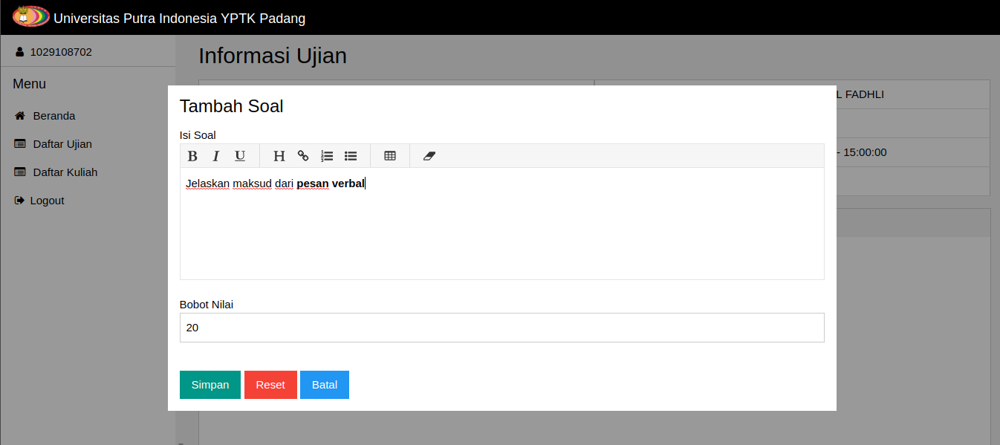 Universitas Putra Indonesia YPTK Padang
1029108702
Menu
Beranda
Daftar Ujian
Daftar Kuliah
Logout
Informasi Ujian
L FADHLI
- 15:00:00
Tambah Soal
Isi Soal
B I U H
Jelaskan maksud dari pesan verbal
Bobot Nilai
20
Simpan Reset Batal